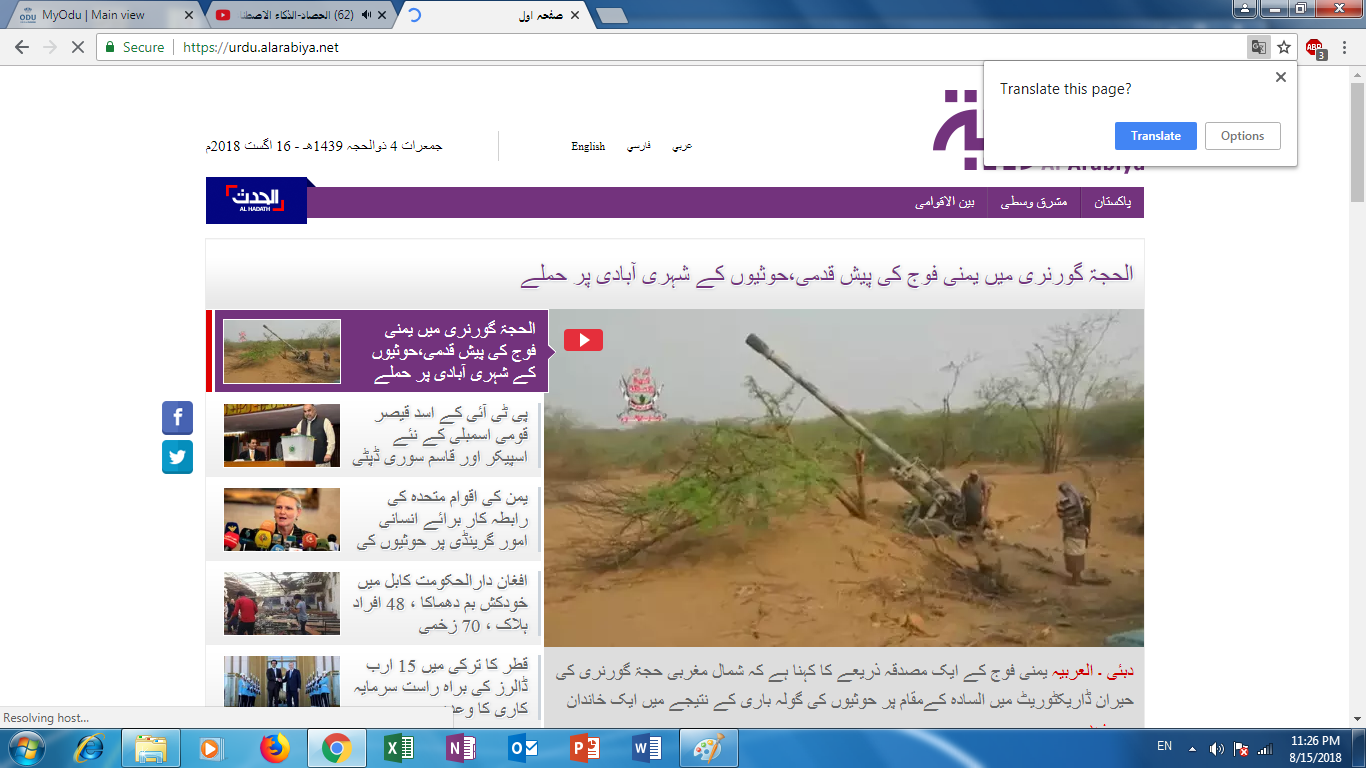 MyOdu | Main view
(62) الحصاد-الذكاء الاصطنا
صفحہ اول
Secure
https://urdu.alarabiya.net
ABP
3
Translate this page?
Translate
Options
جمعرات 4 ذوالحجہ 1439هـ - 16 اگست 2018م
English
فارسي
عربي
Al Arabiya
الحدث
AL HADATH
پاکستان
مشرق وسطی
بین الاقوامی
الحجۃ گورنری میں یمنی فوج کی پیش قدمی،حوثیوں کے شہری آبادی پر حملے
الحجۃ گورنری میں یمنی
فوج کی پیش قدمی،حوثیوں
کے شہری آبادی پر حملے
پی ٹی آئی کے اسد قیصر
قومی اسمبلی کے نئے
اسپیکر اور قاسم سوری ڈپٹی
یمن کی اقوام متحدہ کی
رابطہ کار برائے انسانی
امور گرینڈی پر حوثیوں کی
افغان دارالحکومت کابل میں
خودکش بم دھماکا ، 48 افراد
ہلاک ، 70 زخمی
قطر کا ترکی میں 15 ارب
ڈالرز کی براہ راست سرمایہ
کاری کا وعدہ
دبئی ۔ العربیہ یمنی فوج کے ایک مصدقہ ذریعے کا کہنا ہے کہ شمال مغربی حجۃ گورنری کی
حیران ڈاریکٹوریٹ میں السادہ کےمقام پر حوثیوں کی گولہ باری کے نتیجے میں ایک خاندان
Resolving host...
EN
11:26 PM
8/15/2018